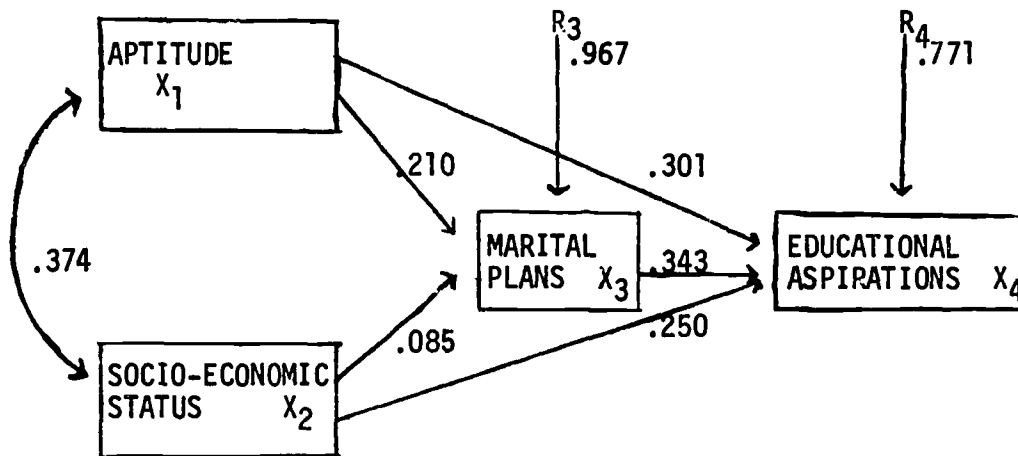 APTITUDE
X1
R3
.967
R4
.771
.210
.301
.374
MARITAL
PLANS X3
.343
EDUCATIONAL
ASPIRATIONS X4
.085
.250
SOCIO-ECONOMIC
STATUS X2